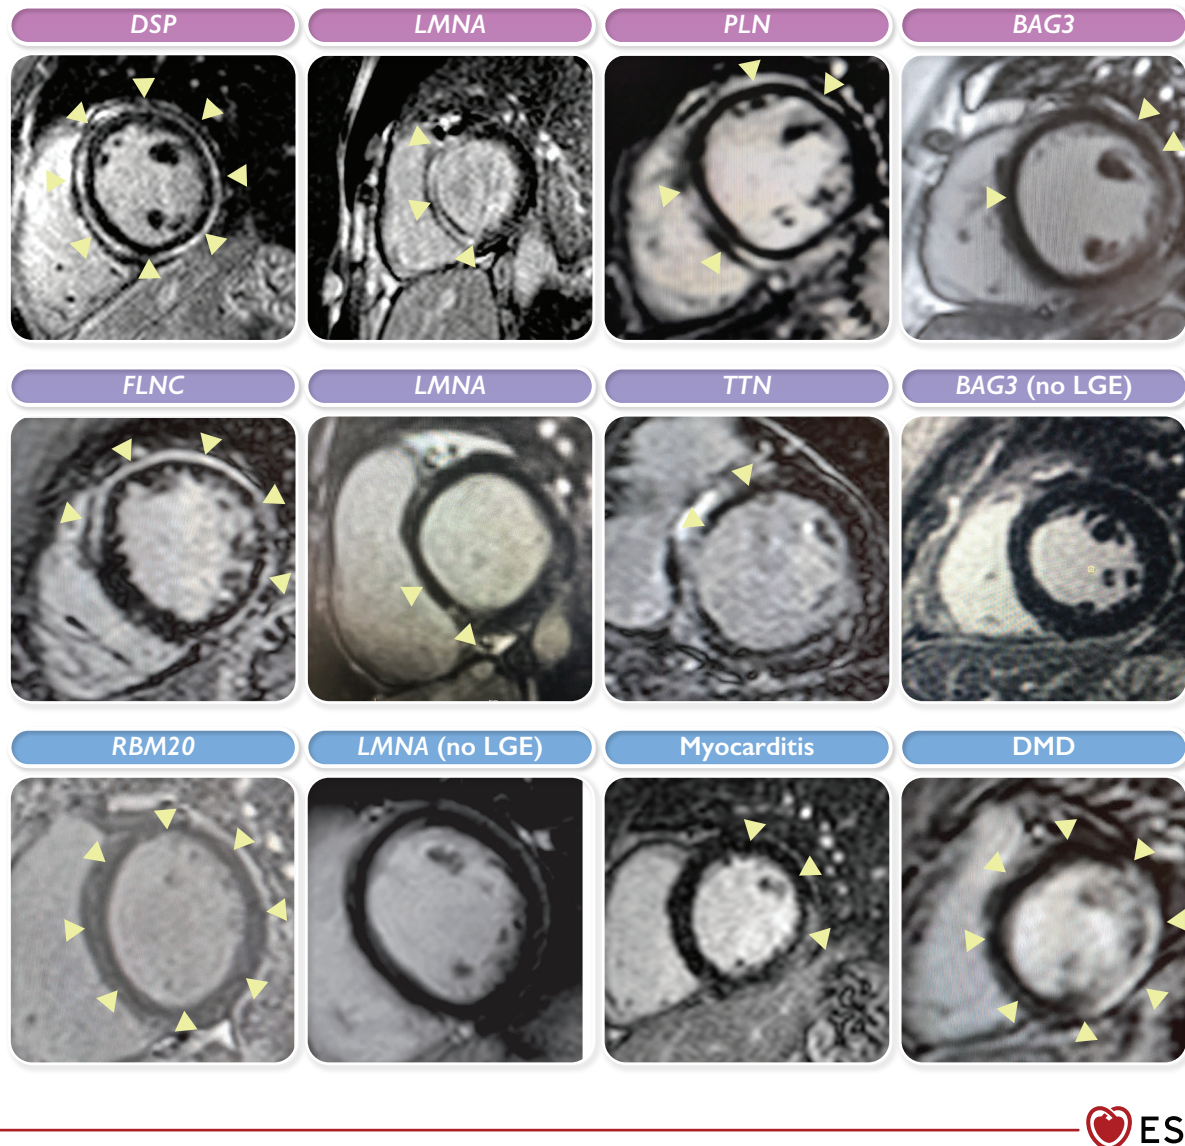 DSP LMNA PLN BAG3
FLNC LMNA TTN BAG3 (no LGE)
RBM20 LMNA (no LGE) Myocarditis DMD
ES